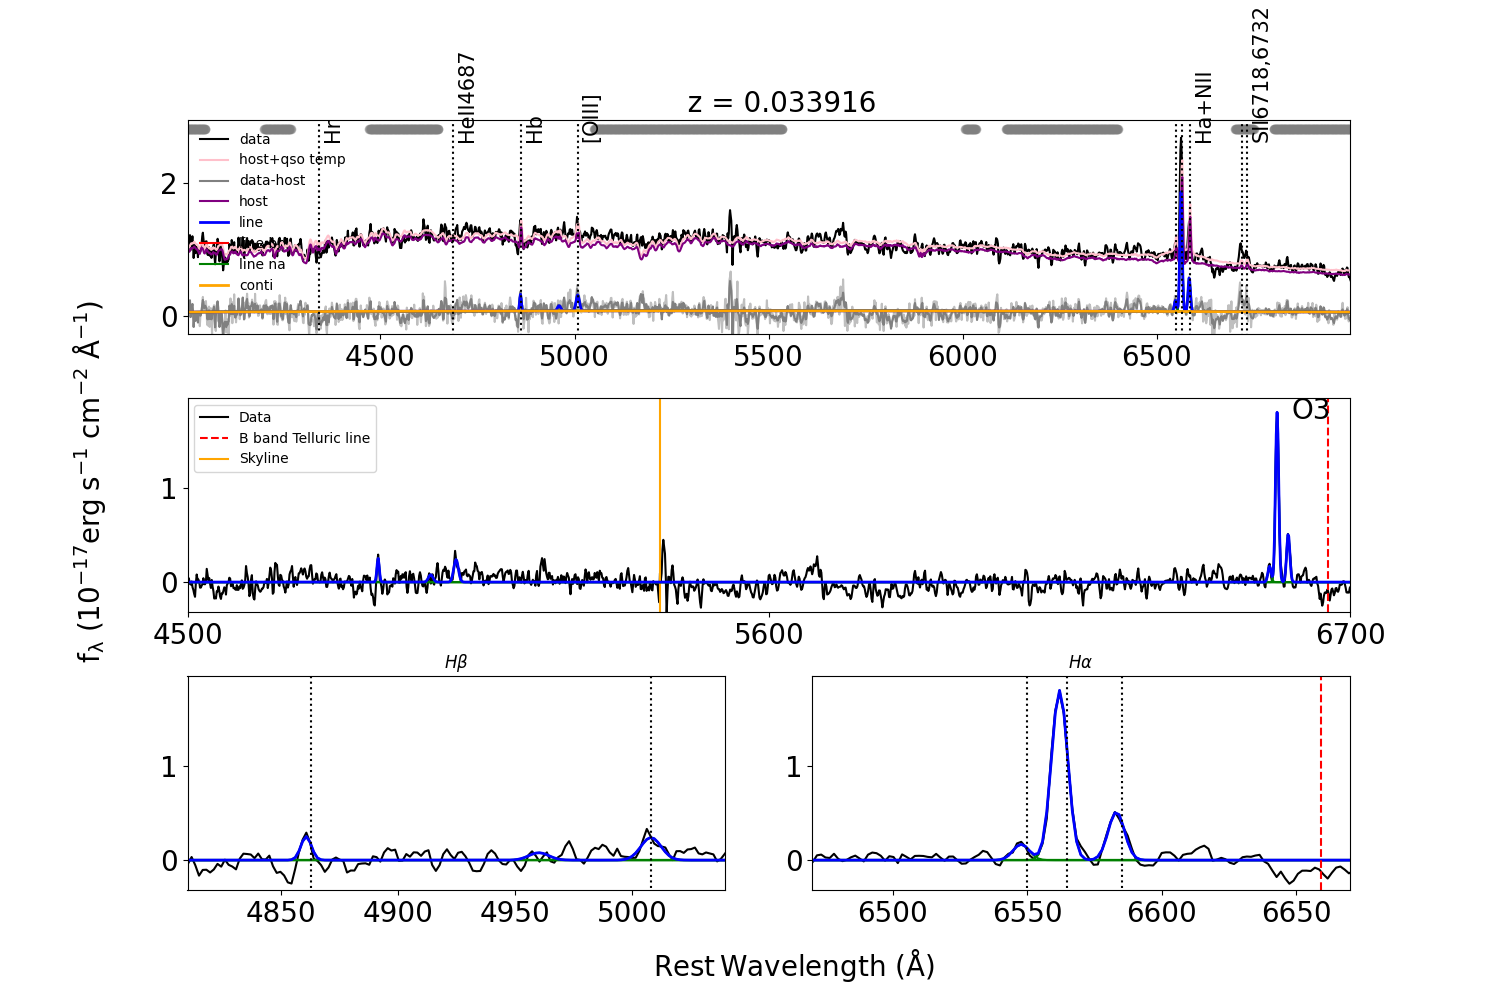 z = 0.033916
Hr
HeII4687
Hb
[OIII]
Ha+NII
SII6718,6732
data
host+qso temp
data-host
host
line
line na
conti
2
0
4500 5000 5500 6000 6500
Data
B band Telluric line
Skyline
O3
1
0
4500 5600 6700
fλ (10⁻¹⁷erg s⁻¹ cm⁻² Å⁻¹)
Hβ
Hα
1
0
4850 4900 4950 5000
1
0
6500 6550 6600 6650
Rest Wavelength (Å)